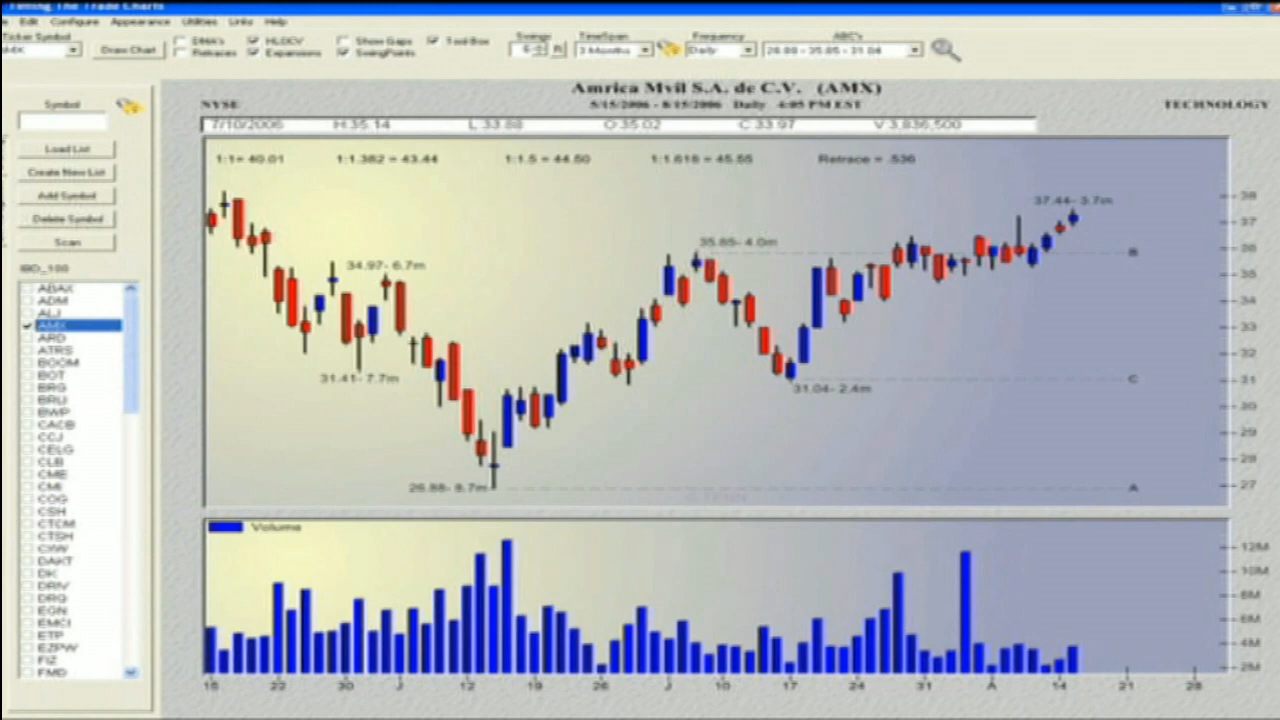 Timing The Trade Charts
Edit Configure Appearance Utilities Links Help
Ticker Symbol
AMX
Draw Chart
EMA's
Retraces
HLOCV
Expansions
Show Gaps
SwingPoints
Tool Box
Swings
6
TimeSpan
3 Months
Frequency
Daily
ABC's
26.88 - 35.85 - 31.04
Amrica Mvil S.A. de C.V. (AMX)
NYSE
5/15/2006 - 8/15/2006 Daily 4:05 PM EST
TECHNOLOGY
7/10/2006 H:35.14 L:33.88 O:35.02 C:33.97 V:3,836,500
1:1= 40.01 1:1.382 = 43.44 1:1.5 = 44.50 1:1.618 = 45.55 Retrace = .536
Symbol
Load List
Create New List
Add Symbol
Delete Symbol
Scan
IBD_100
ABAX
ADM
ALJ
AMX
ARD
ATRS
BOOM
BOT
BRG
BRLI
BWP
CACB
CCJ
CELG
CLB
CME
CMI
COG
CSH
CTCM
CTSH
CXW
DAKT
DK
DRIV
DRQ
EGN
EMCI
ETP
EZPW
FIZ
FMD
37.44- 3.7m
35.85- 4.0m
34.97- 6.7m
31.41- 7.7m
31.04- 2.4m
26.88- 8.7m
B
C
A
38
37
36
35
34
33
32
31
30
29
28
27
Volume
12M
10M
8M
6M
4M
2M
15 22 30 J 12 19 26 J 10 17 24 31 A 14 21 28